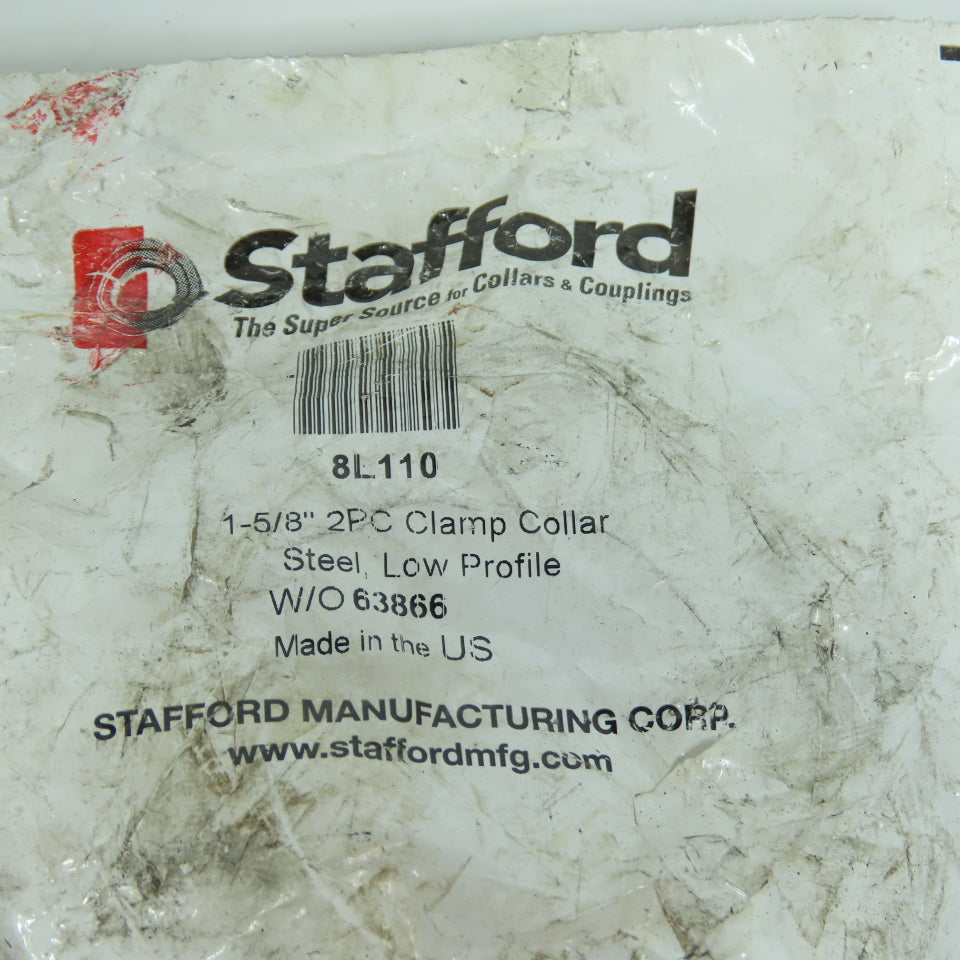 Stafford
The Super Source for Collars & Couplings
8L110
1-5/8" 2PC Clamp Collar
Steel, Low Profile
W/O 63866
Made in the US
STAFFORD MANUFACTURING CORP.
www.staffordmfg.com